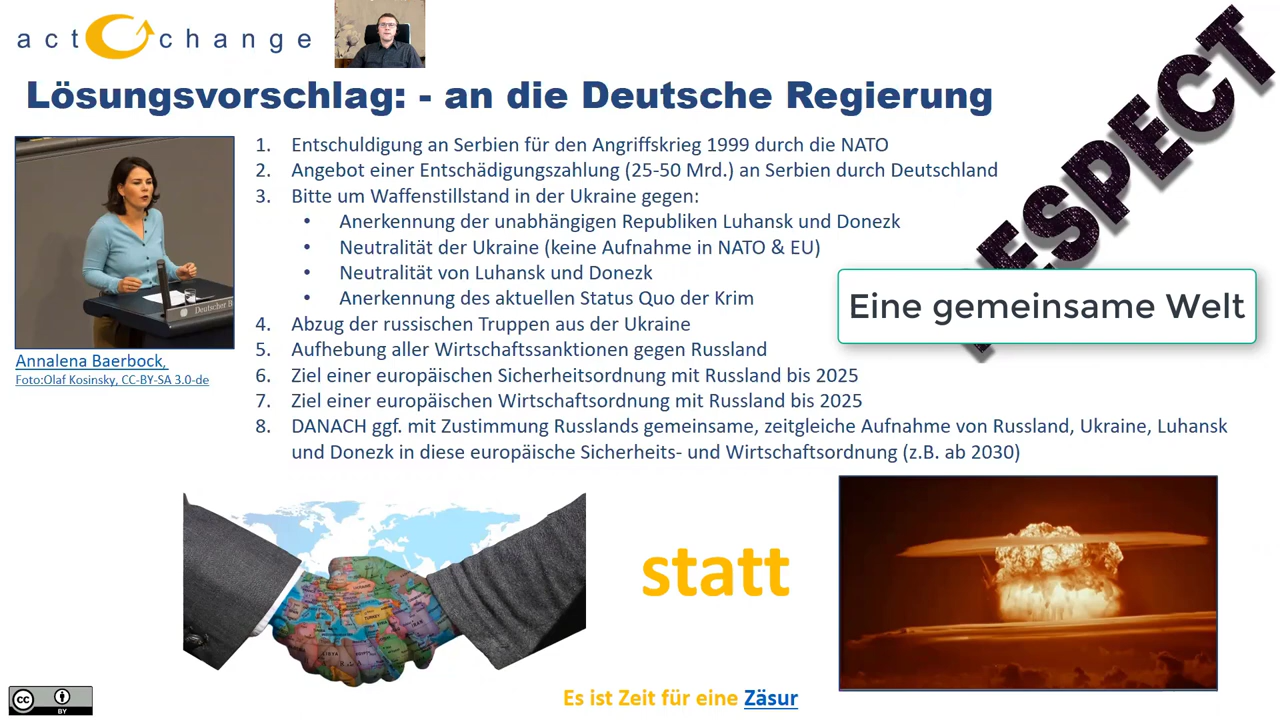 act change
Lösungsvorschlag: - an die Deutsche Regierung
RESPECT
1. Entschuldigung an Serbien für den Angriffskrieg 1999 durch die NATO
2. Angebot einer Entschädigungszahlung (25-50 Mrd.) an Serbien durch Deutschland
3. Bitte um Waffenstillstand in der Ukraine gegen:
• Anerkennung der unabhängigen Republiken Luhansk und Donezk
• Neutralität der Ukraine (keine Aufnahme in NATO & EU)
• Neutralität von Luhansk und Donezk
• Anerkennung des aktuellen Status Quo der Krim
4. Abzug der russischen Truppen aus der Ukraine
5. Aufhebung aller Wirtschaftssanktionen gegen Russland
6. Ziel einer europäischen Sicherheitsordnung mit Russland bis 2025
7. Ziel einer europäischen Wirtschaftsordnung mit Russland bis 2025
8. DANACH ggf. mit Zustimmung Russlands gemeinsame, zeitgleiche Aufnahme von Russland, Ukraine, Luhansk
und Donezk in diese europäische Sicherheits- und Wirtschaftsordnung (z.B. ab 2030)
Eine gemeinsame Welt
Deutscher B
Annalena Baerbock,
Foto:Olaf Kosinsky, CC-BY-SA 3.0-de
statt
TURKEY
IRAN
LIBYA
Es ist Zeit für eine Zäsur
cc
BY